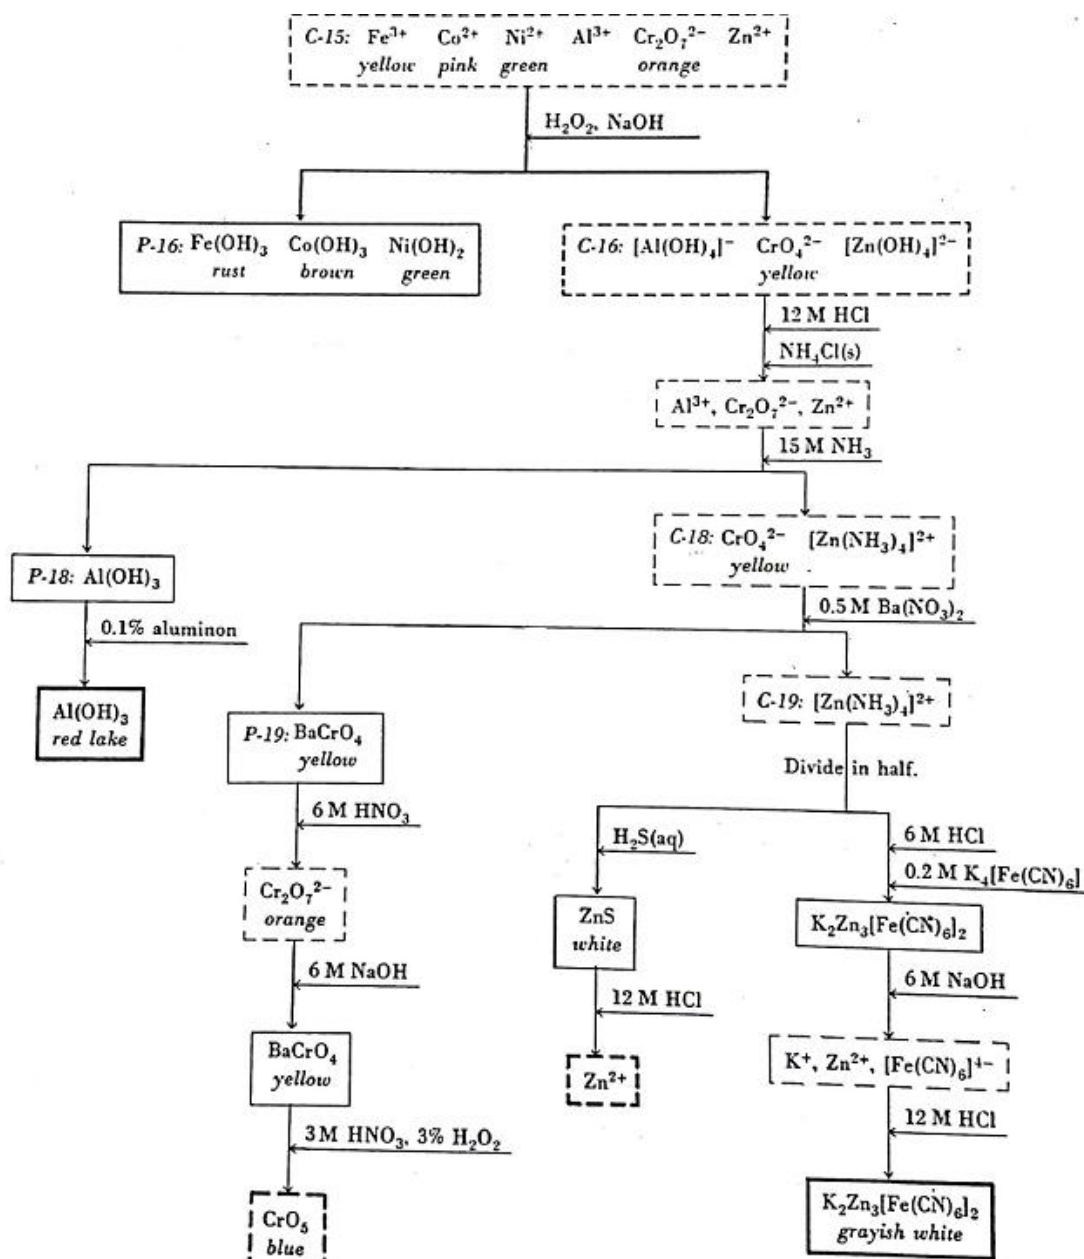 C-15: Fe³⁺ Co²⁺ Ni²⁺ Al³⁺ Cr₂O₇²⁻ Zn²⁺
yellow pink green orange
H₂O₂, NaOH
P-16: Fe(OH)₃ Co(OH)₃ Ni(OH)₂
rust brown green
C-16: [Al(OH)₄]⁻ CrO₄²⁻ [Zn(OH)₄]²⁻
yellow
12 M HCl
NH₄Cl(s)
Al³⁺, Cr₂O₇²⁻, Zn²⁺
15 M NH₃
P-18: Al(OH)₃
C-18: CrO₄²⁻ [Zn(NH₃)₄]²⁺
yellow
0.1% aluminon
0.5 M Ba(NO₃)₂
Al(OH)₃
red lake
P-19: BaCrO₄
yellow
C-19: [Zn(NH₃)₄]²⁺
Divide in half.
6 M HNO₃
H₂S(aq)
6 M HCl
0.2 M K₄[Fe(CN)₆]
Cr₂O₇²⁻
orange
ZnS
white
K₂Zn₃[Fe(CN)₆]₂
6 M NaOH
12 M HCl
6 M NaOH
BaCrO₄
yellow
Zn²⁺
K⁺, Zn²⁺, [Fe(CN)₆]⁴⁻
3 M HNO₃, 3% H₂O₂
12 M HCl
CrO₅
blue
K₂Zn₃[Fe(CN)₆]₂
grayish white